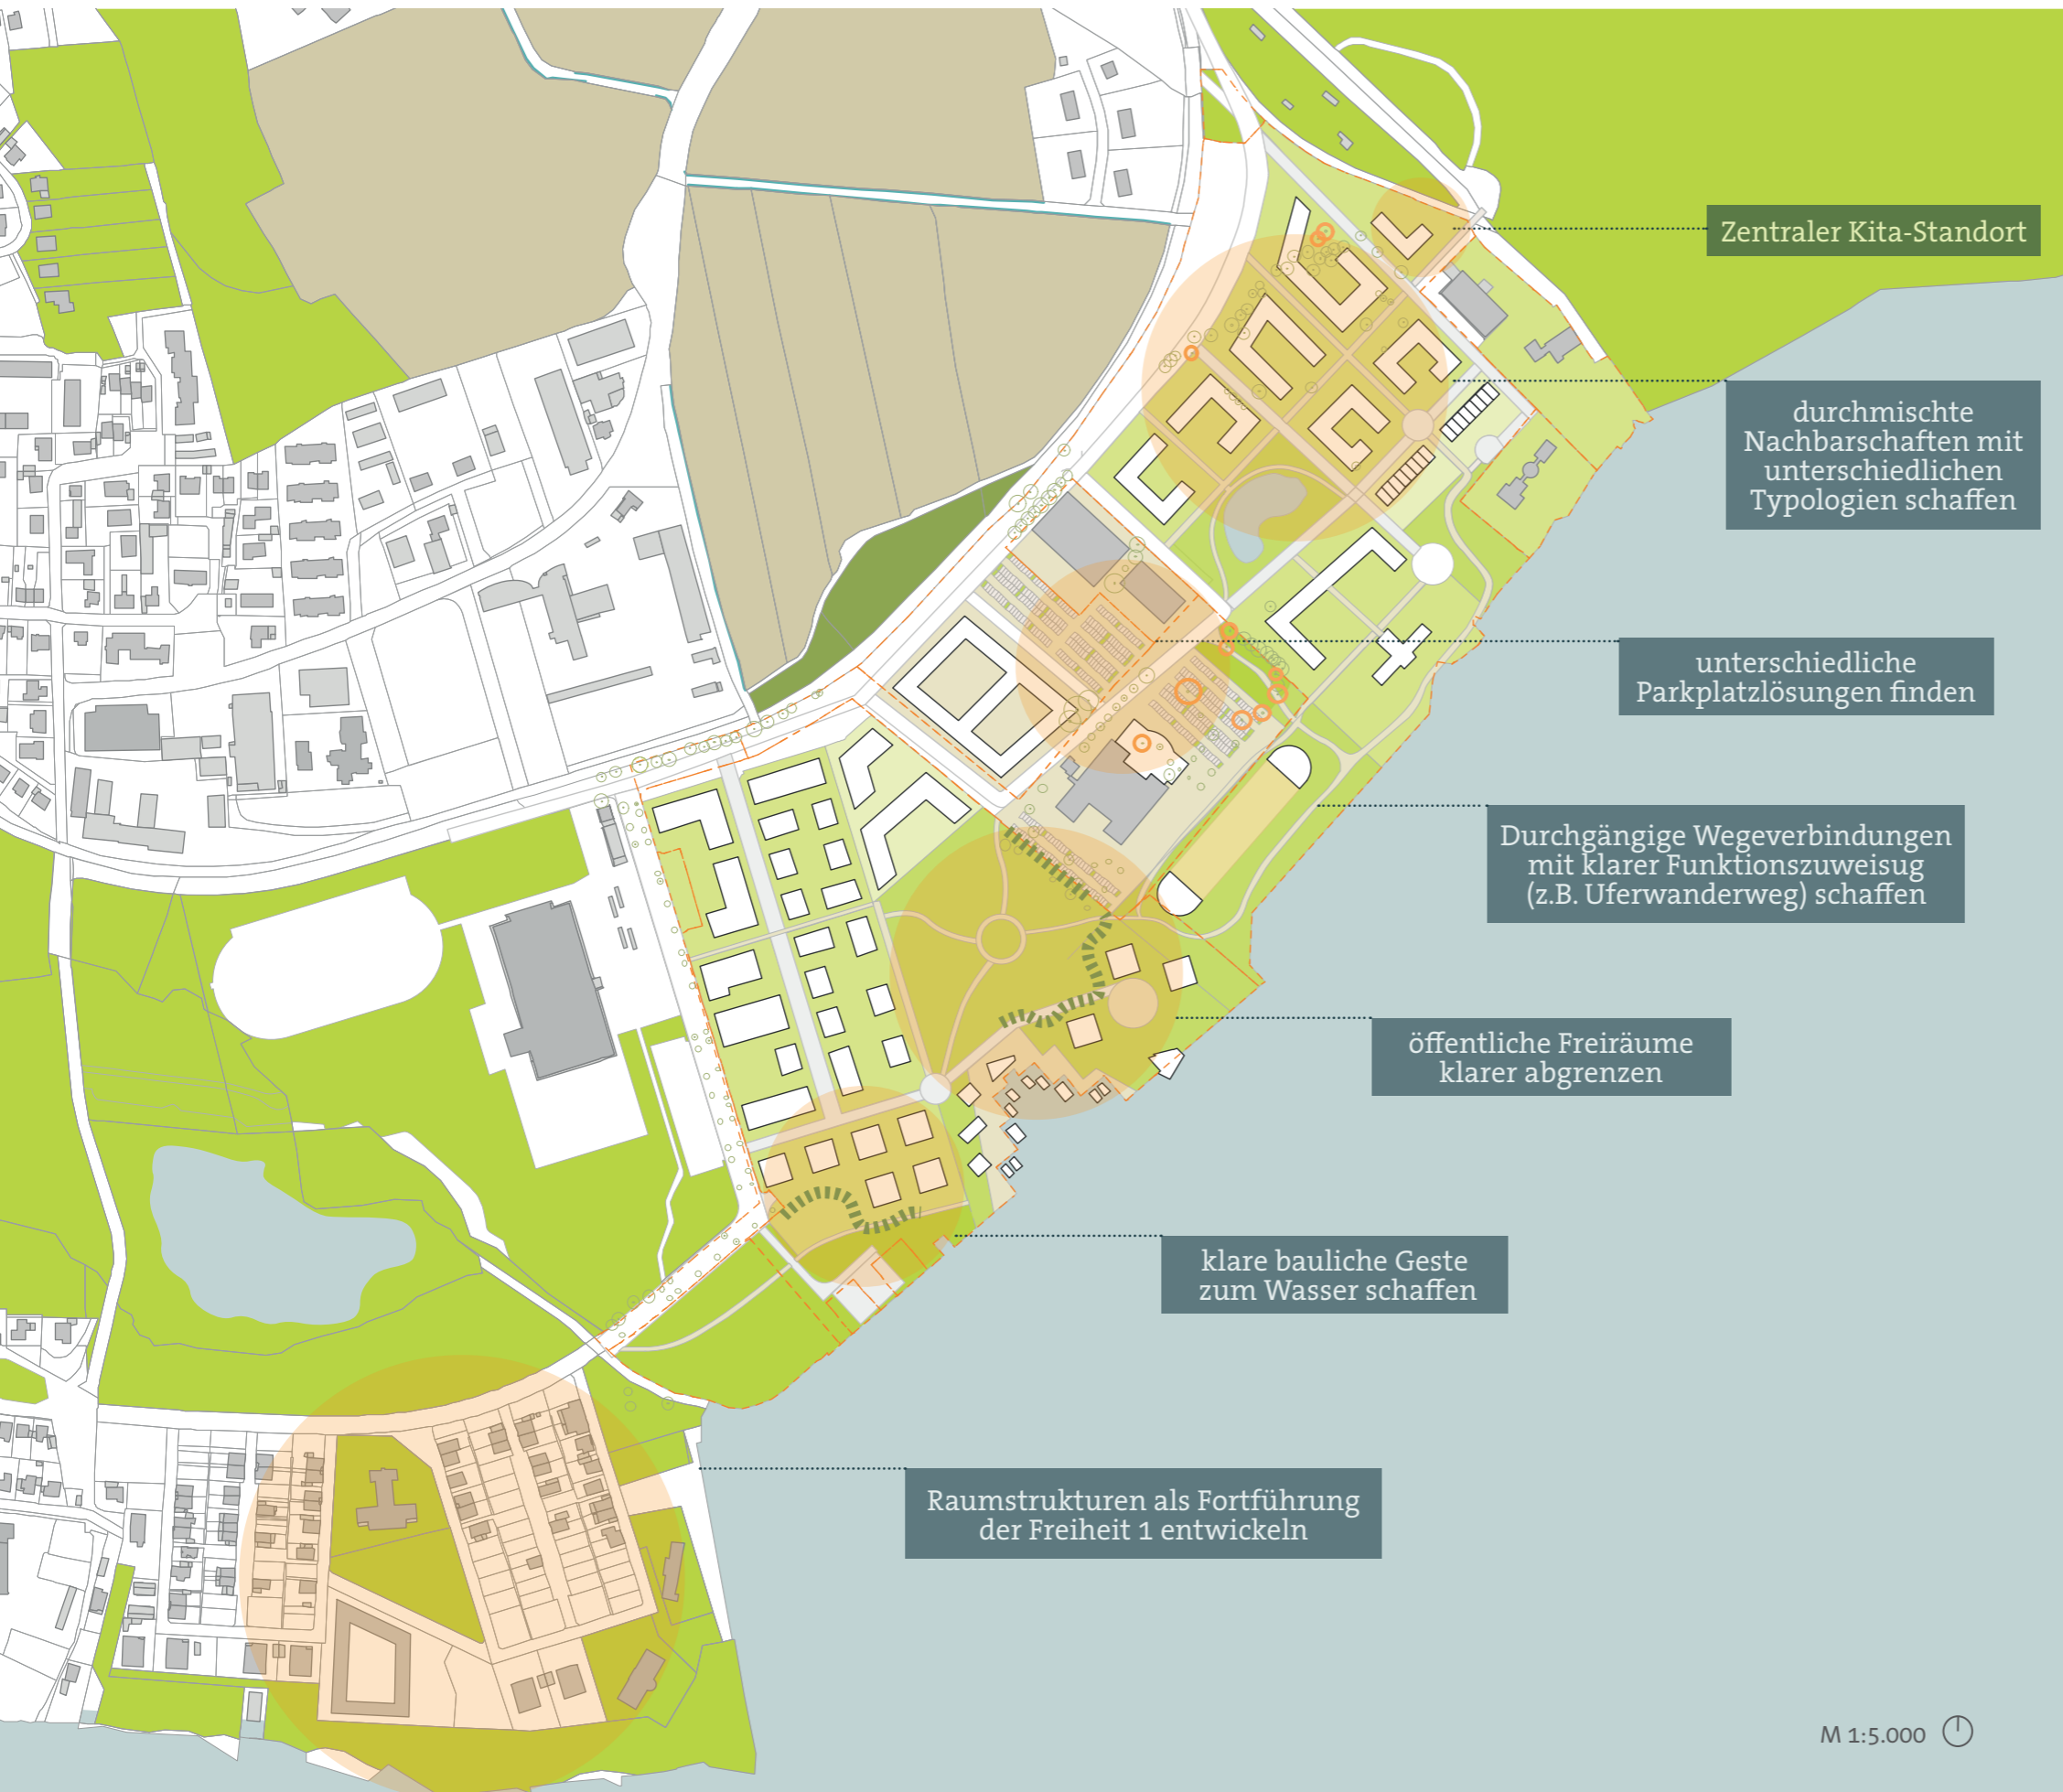 Zentraler Kita-Standort
durchmischte
Nachbarschaften mit
unterschiedlichen
Typologien schaffen
unterschiedliche
Parkplatzlösungen finden
Durchgängige Wegeverbindungen
mit klarer Funktionszuweisug
(z.B. Uferwanderweg) schaffen
öffentliche Freiräume
klarer abgrenzen
klare bauliche Geste
zum Wasser schaffen
Raumstrukturen als Fortführung
der Freiheit 1 entwickeln
M 1:5.000